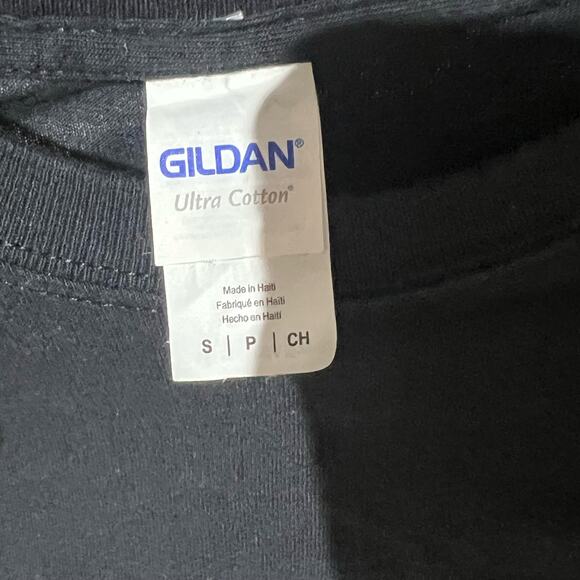 GILDAN®
Ultra Cotton®
Made in Haiti
Fabriqué en Haïti
Hecho en Haití
S | P | CH